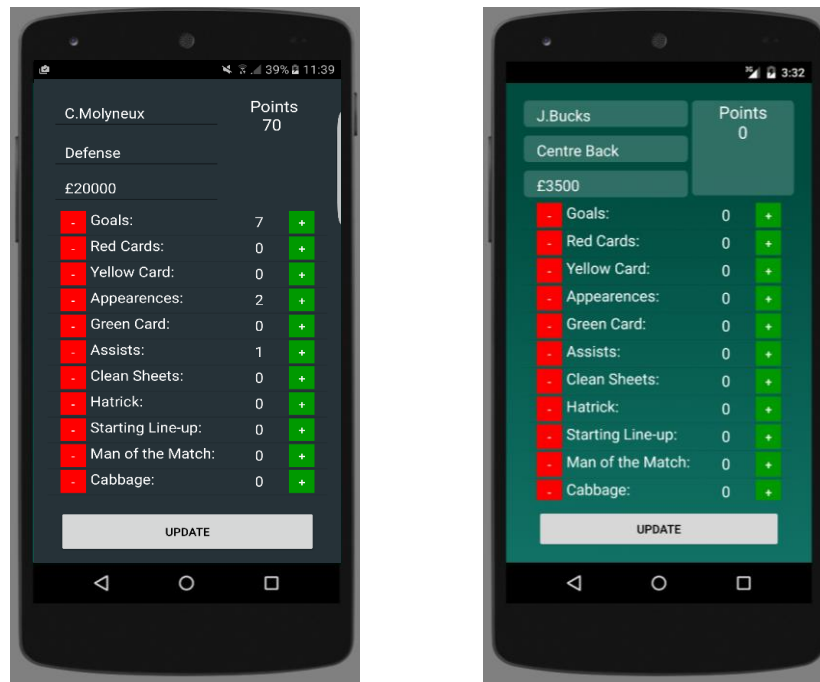 39% 11:39
C.Molyneux
Points
70
Defense
£20000
- Goals: 7 +
- Red Cards: 0 +
- Yellow Card: 0 +
- Appearences: 2 +
- Green Card: 0 +
- Assists: 1 +
- Clean Sheets: 0 +
- Hatrick: 0 +
- Starting Line-up: 0 +
- Man of the Match: 0 +
- Cabbage: 0 +
UPDATE
3G 3:32
J.Bucks
Points
0
Centre Back
£3500
- Goals: 0 +
- Red Cards: 0 +
- Yellow Card: 0 +
- Appearences: 0 +
- Green Card: 0 +
- Assists: 0 +
- Clean Sheets: 0 +
- Hatrick: 0 +
- Starting Line-up: 0 +
- Man of the Match: 0 +
- Cabbage: 0 +
UPDATE